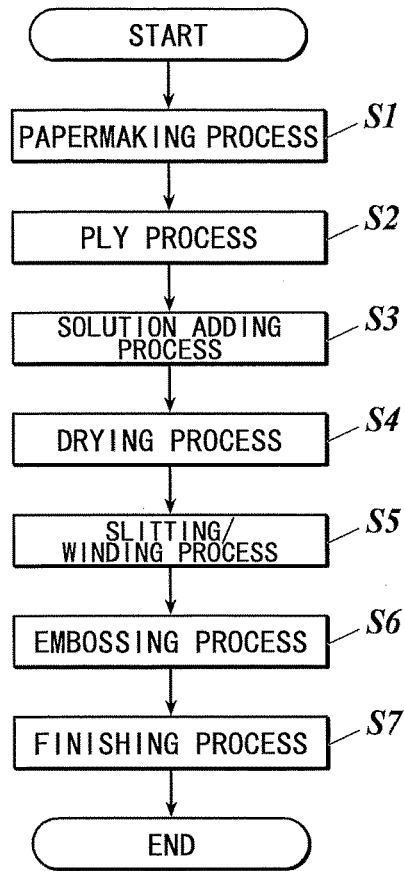 START
PAPERMAKING PROCESS
S1
PLY PROCESS
S2
SOLUTION ADDING
PROCESS
S3
DRYING PROCESS
S4
SLITTING/
WINDING PROCESS
S5
EMBOSSING PROCESS
S6
FINISHING PROCESS
S7
END